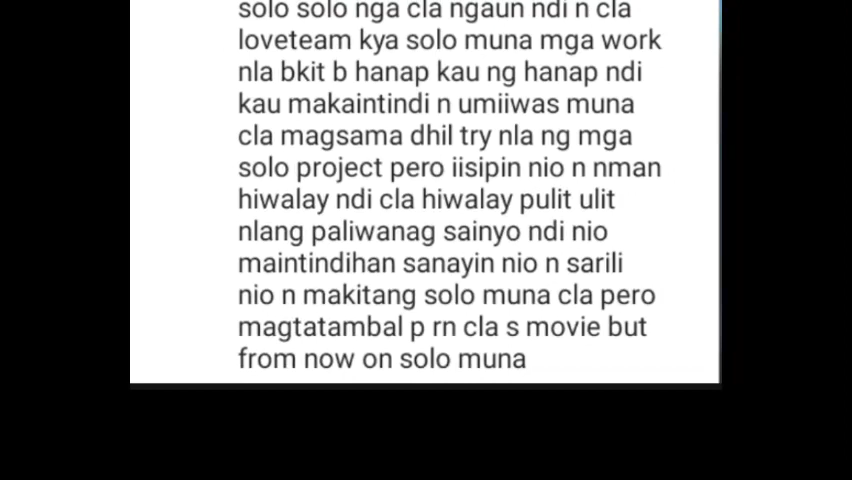 solo solo nga cla ngaun ndi n cla
loveteam kya solo muna mga work
nla bkit b hanap kau ng hanap ndi
kau makaintindi n umiiwas muna
cla magsama dhil try nla ng mga
solo project pero iisipin nio n nman
hiwalay ndi cla hiwalay pulit ulit
nlang paliwanag sainyo ndi nio
maintindihan sanayin nio n sarili
nio n makitang solo muna cla pero
magtatambal p rn cla s movie but
from now on solo muna